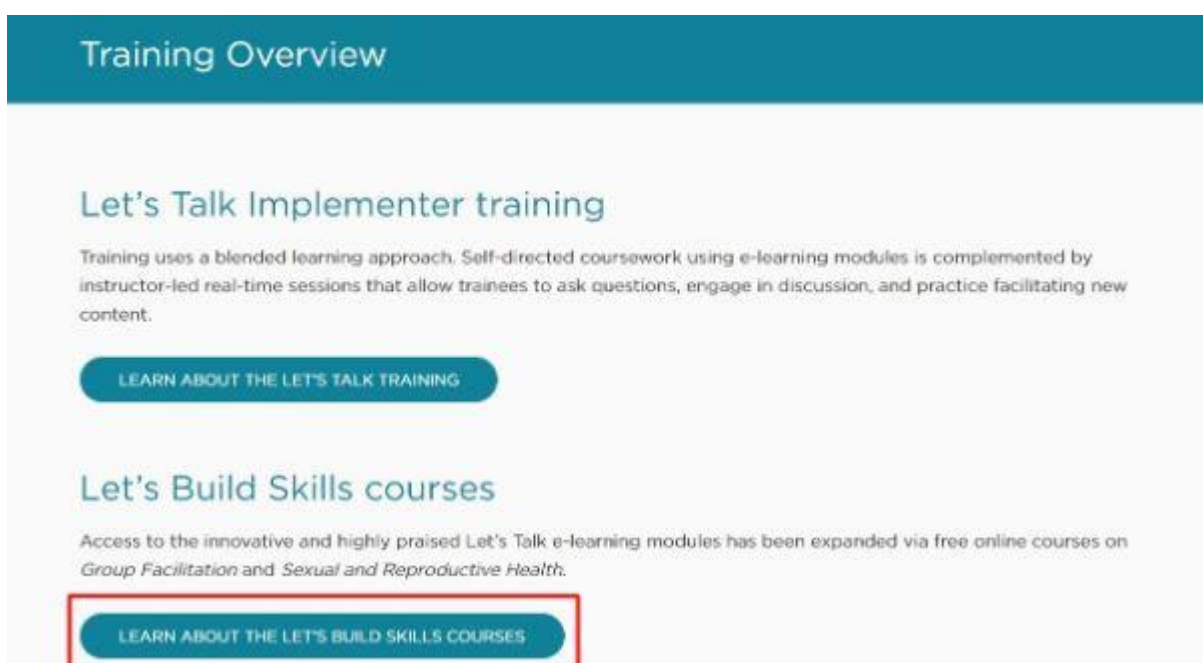 Training Overview
Let's Talk Implementer training
Training uses a blended learning approach. Self-directed coursework using e-learning modules is complemented by
instructor-led real-time sessions that allow trainees to ask questions, engage in discussion, and practice facilitating new
content.
LEARN ABOUT THE LET'S TALK TRAINING
Let's Build Skills courses
Access to the innovative and highly praised Let's Talk e-learning modules has been expanded via free online courses on
Group Facilitation and Sexual and Reproductive Health.
LEARN ABOUT THE LET'S BUILD SKILLS COURSES